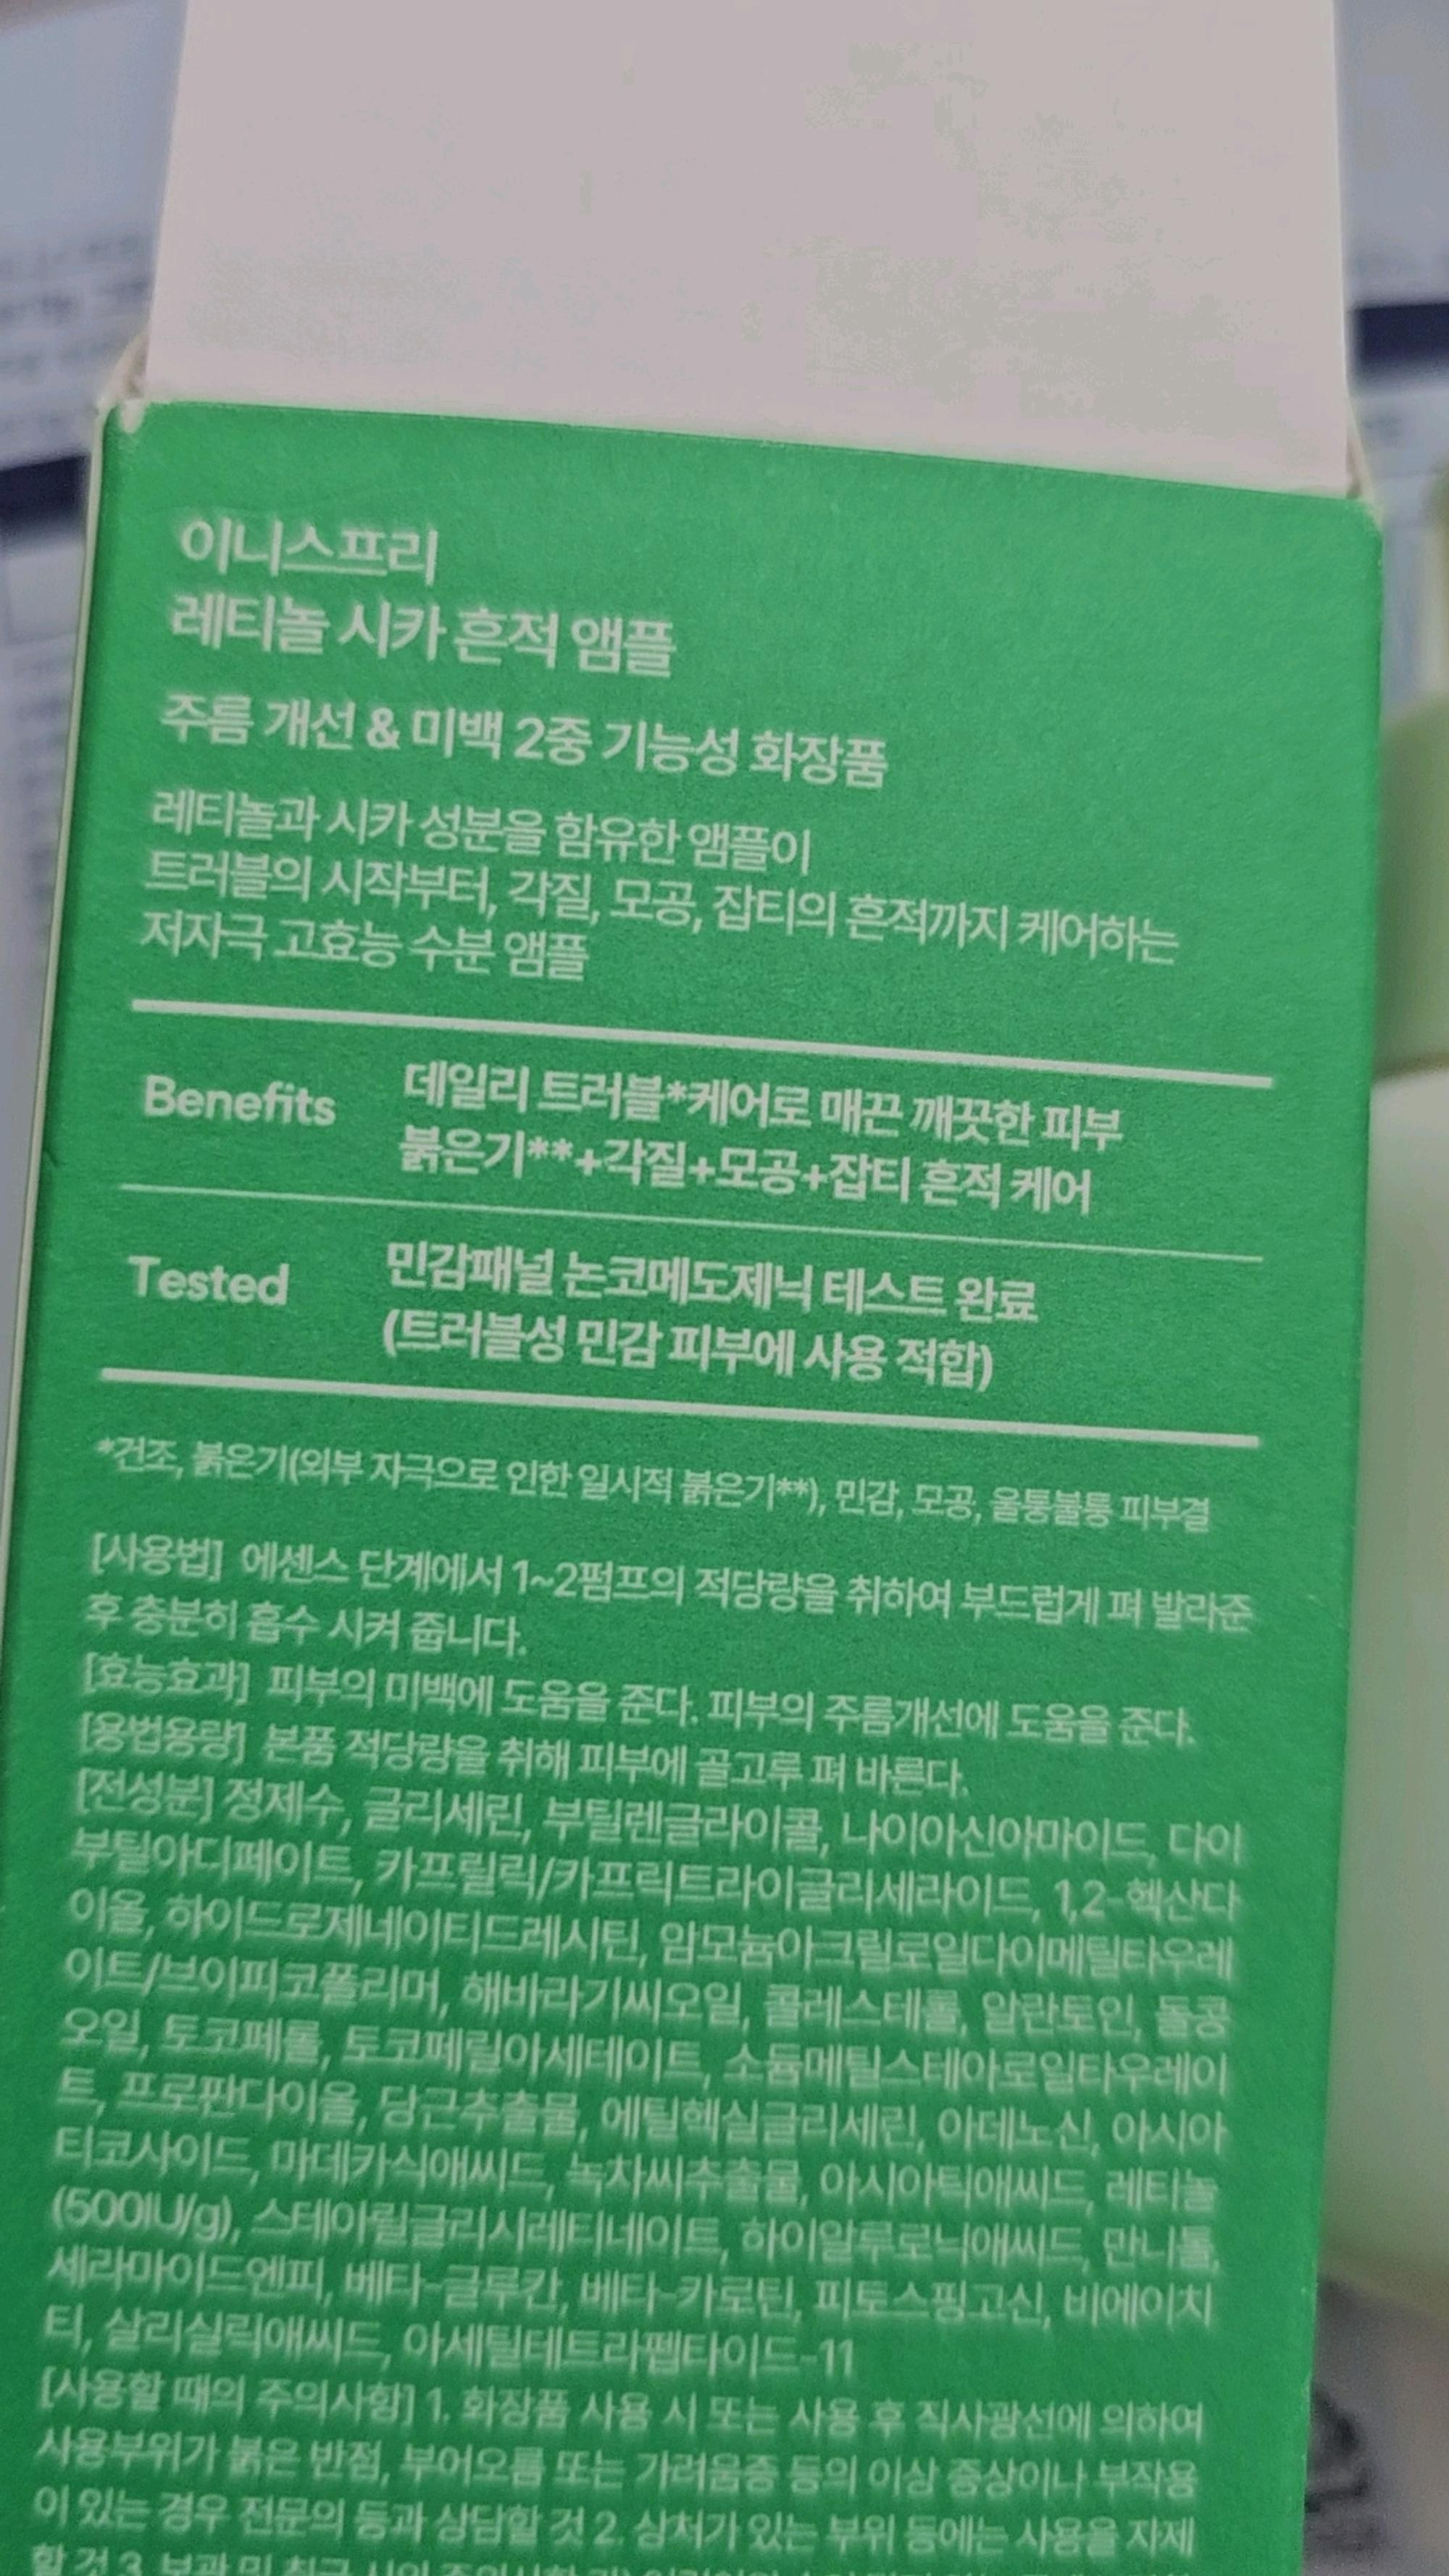 이니스프리
레티놀 시카 흔적 앰플
주름 개선 & 미백 2중 기능성 화장품
레티놀과 시카 성분을 함유한 앰플이
트러블의 시작부터, 각질, 모공, 잡티의 흔적까지 케어하는
저자극 고효능 수분 앰플
Benefits
데일리 트러블*케어로 매끈 깨끗한 피부
붉은기**+각질+모공+잡티 흔적 케어
Tested
민감패널 논코메도제닉 테스트 완료
(트러블성 민감 피부에 사용 적합)
*건조, 붉은기(외부 자극으로 인한 일시적 붉은기**), 민감, 모공, 울퉁불퉁 피부결
[사용법] 에센스 단계에서 1~2펌프의 적당량을 취하여 부드럽게 펴 발라준
후 충분히 흡수 시켜 줍니다.
[효능효과] 피부의 미백에 도움을 준다. 피부의 주름개선에 도움을 준다.
[용법용량] 본품 적당량을 취해 피부에 골고루 펴 바른다.
[전성분] 정제수, 글리세린, 부틸렌글라이콜, 나이아신아마이드, 다이
부틸아디페이트, 카프릴릭/카프릭트라이글리세라이드, 1,2-헥산다
이올, 하이드로제네이티드레시틴, 암모늄아크릴로일다이메틸타우레
이트/브이피코폴리머, 해바라기씨오일, 콜레스테롤, 알란토인, 돌콩
오일, 토코페롤, 토코페릴아세테이트, 소듐메틸스테아로일타우레이
트, 프로판다이올, 당근추출물, 에틸헥실글리세린, 아데노신, 아시아
티코사이드, 마데카식애씨드, 녹차씨추출물, 아시아틱애씨드, 레티놀
(500IU/g), 스테아릴글리시레티네이트, 하이알루로닉애씨드, 만니톨,
세라마이드엔피, 베타-글루칸, 베타-카로틴, 피토스핑고신, 비에이치
티, 살리실릭애씨드, 아세틸테트라펩타이드-11
[사용할 때의 주의사항] 1. 화장품 사용 시 또는 사용 후 직사광선에 의하여
사용부위가 붉은 반점, 부어오름 또는 가려움증 등의 이상 증상이나 부작용
이 있는 경우 전문의 등과 상담할 것 2. 상처가 있는 부위 등에는 사용을 자제
할 것 3. 보관 및 취급 시의 주의사항